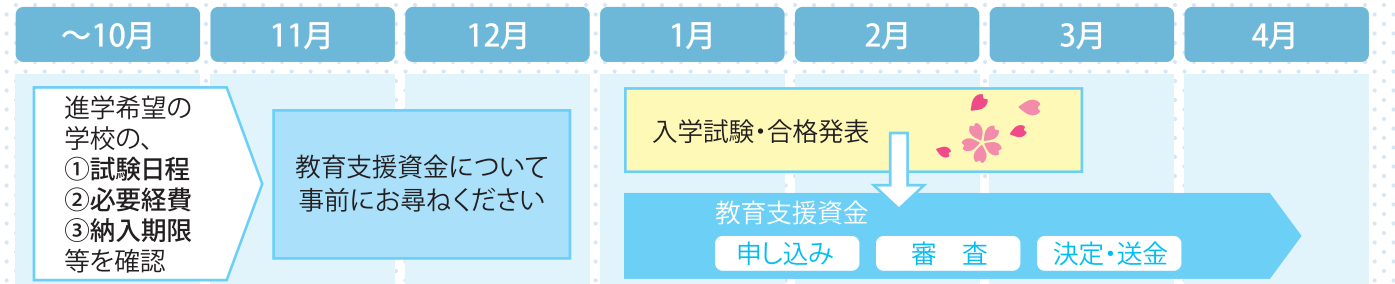 ～10月
11月
12月
1月
2月
3月
4月
進学希望の
学校の、
①試験日程
②必要経費
③納入期限
等を確認
教育支援資金について
事前にお尋ねください
入学試験・合格発表
教育支援資金
申し込み
審　査
決定・送金